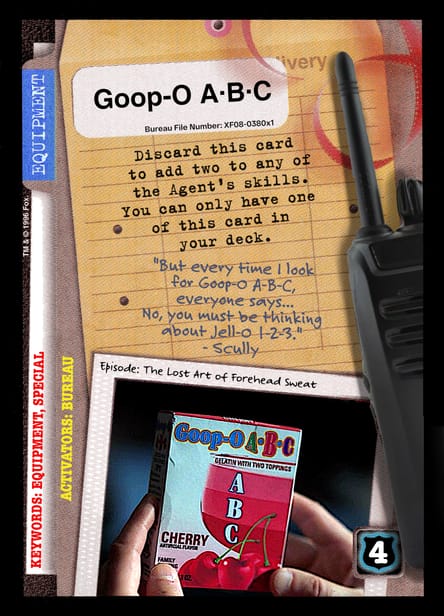 livery
Goop-O A·B·C
Bureau File Number: XF08-0380x1
Discard this card
to add two to any of
the Agent's skills.
You can only have one
of this card in
your deck.
"But every time I look
for Goop-O A-B-C,
everyone says...
No, you must be thinking
about Jell-O 1-2-3."
- Scully
Episode: The Lost Art of Forehead Sweat
Goop-O A·B·C
GELATIN WITH TWO TOPPINGS
A
B
C
CHERRY
ARTIFICIAL FLAVOR
FAMILY
OZ
4
EQUIPMENT
TM & © 1996 Fox.
KEYWORDS: EQUIPMENT, SPECIAL
ACTIVATORS: BUREAU